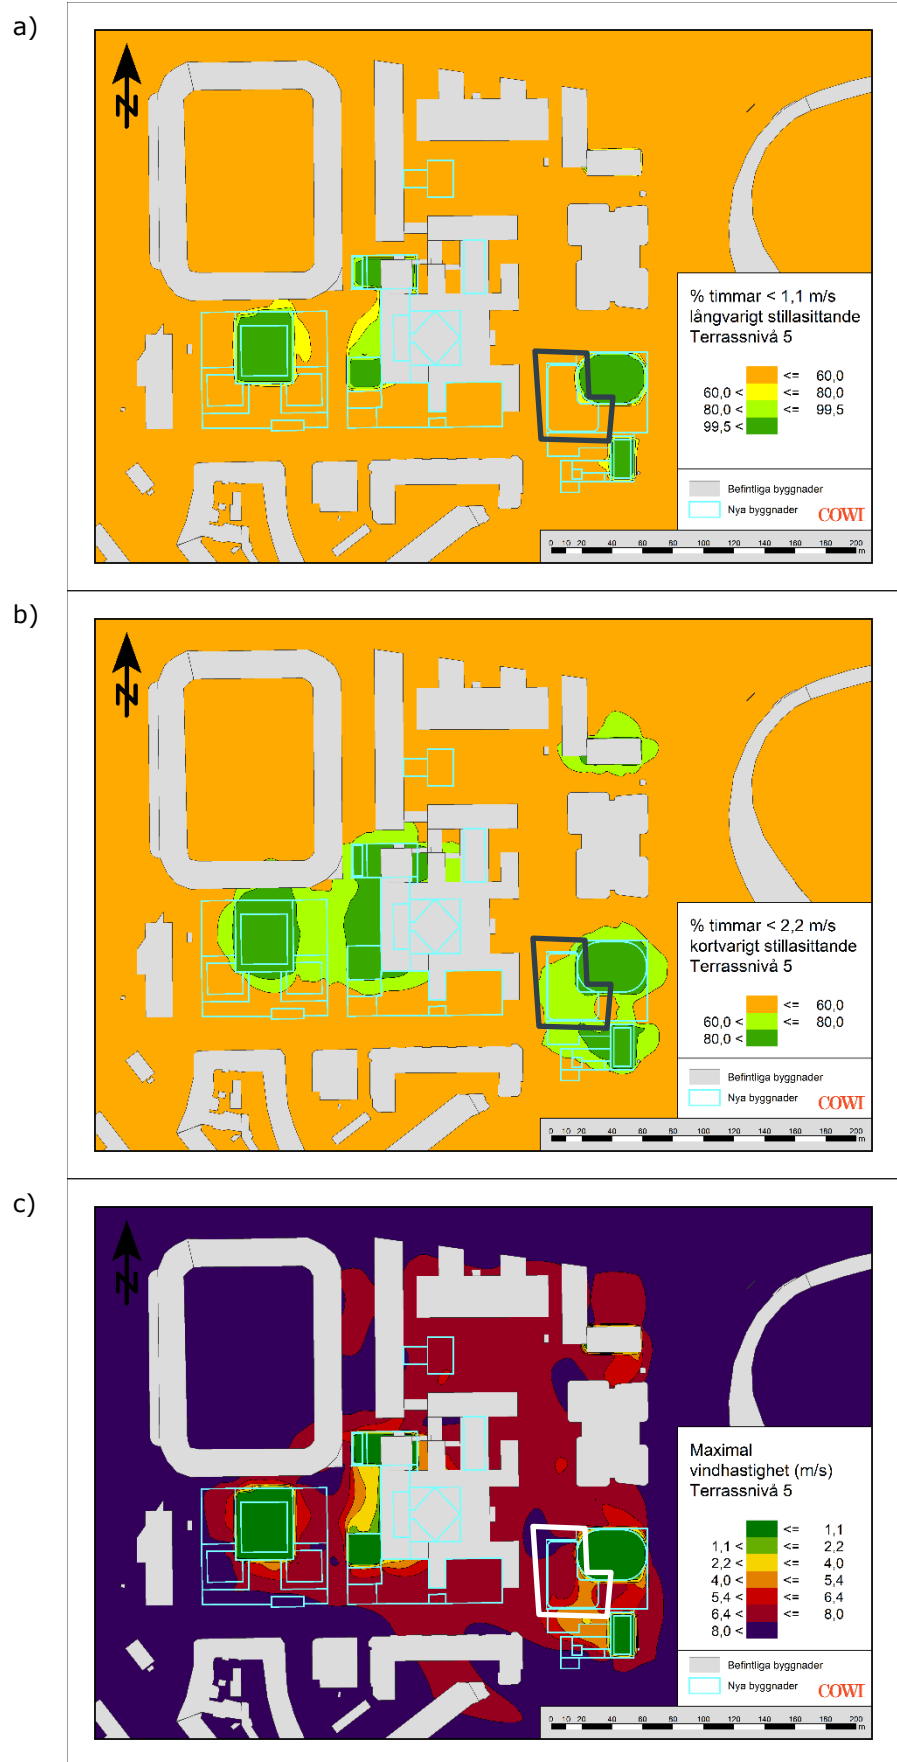 a)
N
% timmar < 1,1 m/s
långvarigt stillasittande
Terrassnivå 5
<= 60,0
60,0 < <= 80,0
80,0 < <= 99,5
99,5 <
Befintliga byggnader
Nya byggnader COWI
0 10 20 40 60 80 100 120 140 160 180 200
m
b)
N
% timmar < 2,2 m/s
kortvarigt stillasittande
Terrassnivå 5
<= 60,0
60,0 < <= 80,0
80,0 <
Befintliga byggnader
Nya byggnader COWI
0 10 20 40 60 80 100 120 140 160 180 200
m
c)
N
Maximal
vindhastighet (m/s)
Terrassnivå 5
<= 1,1
1,1 < <= 2,2
2,2 < <= 4,0
4,0 < <= 5,4
5,4 < <= 6,4
6,4 < <= 8,0
8,0 <
Befintliga byggnader
Nya byggnader COWI
0 10 20 40 60 80 100 120 140 160 180 200
m